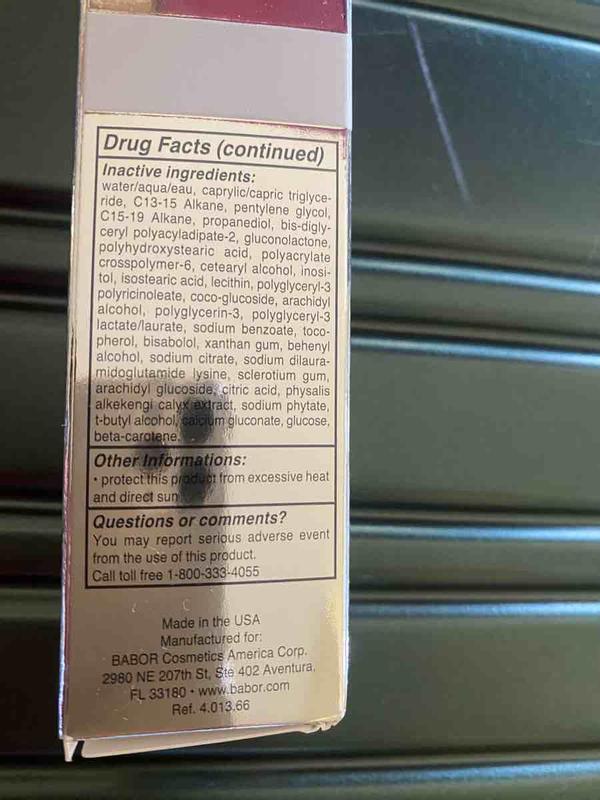 Drug Facts (continued)
Inactive ingredients:
water/aqua/eau, caprylic/capric triglyce-
ride, C13-15 Alkane, pentylene glycol,
C15-19 Alkane, propanediol, bis-digly-
ceryl polyacyladipate-2, gluconolactone,
polyhydroxystearic acid, polyacrylate
crosspolymer-6, cetearyl alcohol, inosi-
tol, isostearic acid, lecithin, polyglyceryl-3
polyricinoleate, coco-glucoside, arachidyl
alcohol, polyglycerin-3, polyglyceryl-3
lactate/laurate, sodium benzoate, toco-
pherol, bisabolol, xanthan gum, behenyl
alcohol, sodium citrate, sodium dilaura-
midoglutamide lysine, sclerotium gum,
arachidyl glucoside, citric acid, physalis
alkekengi calyx extract, sodium phytate,
t-butyl alcohol, calcium gluconate, glucose,
beta-carotene.
Other Informations:
• protect this product from excessive heat
and direct sun
Questions or comments?
You may report serious adverse event
from the use of this product.
Call toll free 1-800-333-4055
Made in the USA
Manufactured for:
BABOR Cosmetics America Corp.
2980 NE 207th St, Ste 402 Aventura,
FL 33180 • www.babor.com
Ref. 4.013.66